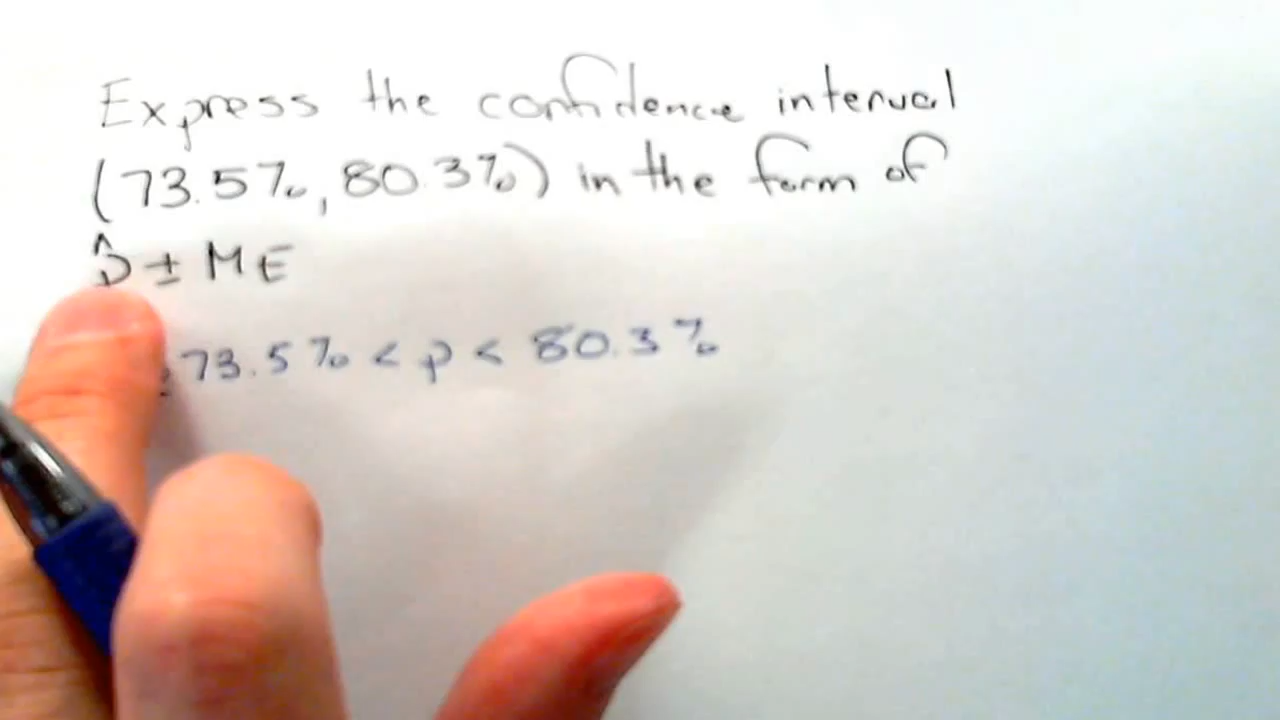 Express the confidence interval
(73.5%, 80.3%) in the form of
p̂ ± ME
73.5% < p < 80.3%